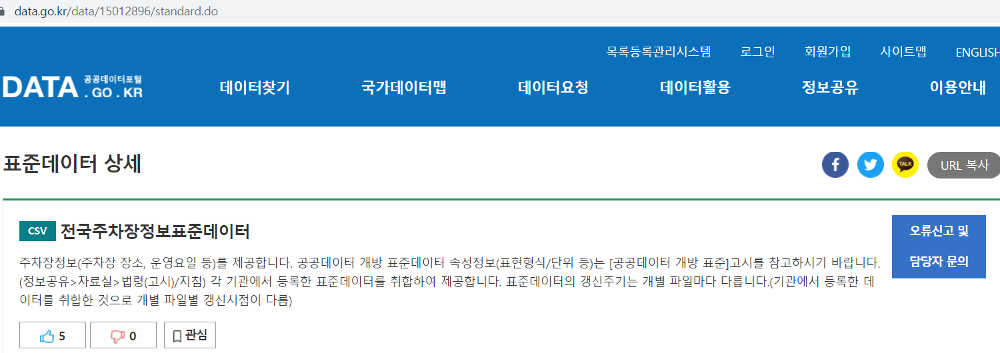 data.go.kr/data/15012896/standard.do
목록등록관리시스템 로그인 회원가입 사이트맵 ENGLISH
DATA 공공데이터포털
.GO.KR
데이터찾기 국가데이터맵 데이터요청 데이터활용 정보공유 이용안내
표준데이터 상세
f TALK URL 복사
CSV 전국주차장정보표준데이터
오류신고 및
담당자 문의
주차장정보(주차장 장소, 운영요일 등)를 제공합니다. 공공데이터 개방 표준데이터 속성정보(표현형식/단위 등)는 [공공데이터 개방 표준]고시를 참고하시기 바랍니다.
(정보공유>자료실>법령(고시)/지침) 각 기관에서 등록한 표준데이터를 취합하여 제공합니다. 표준데이터의 갱신주기는 개별 파일마다 다릅니다.(기관에서 등록한 데
이터를 취합한 것으로 개별 파일별 갱신시점이 다름)
5 0 관심